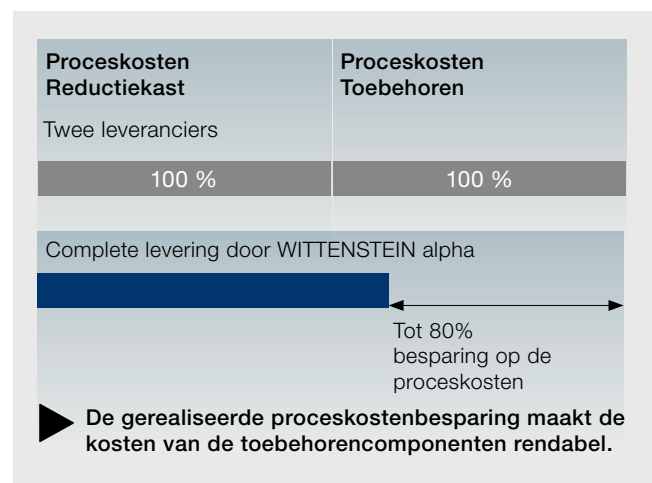 Proceskosten
Reductiekast
Proceskosten
Toebehoren
Twee leveranciers
100 %
100 %
Complete levering door WITTENSTEIN alpha
Tot 80%
besparing op de
proceskosten
De gerealiseerde proceskostenbesparing maakt de
kosten van de toebehorencomponenten rendabel.